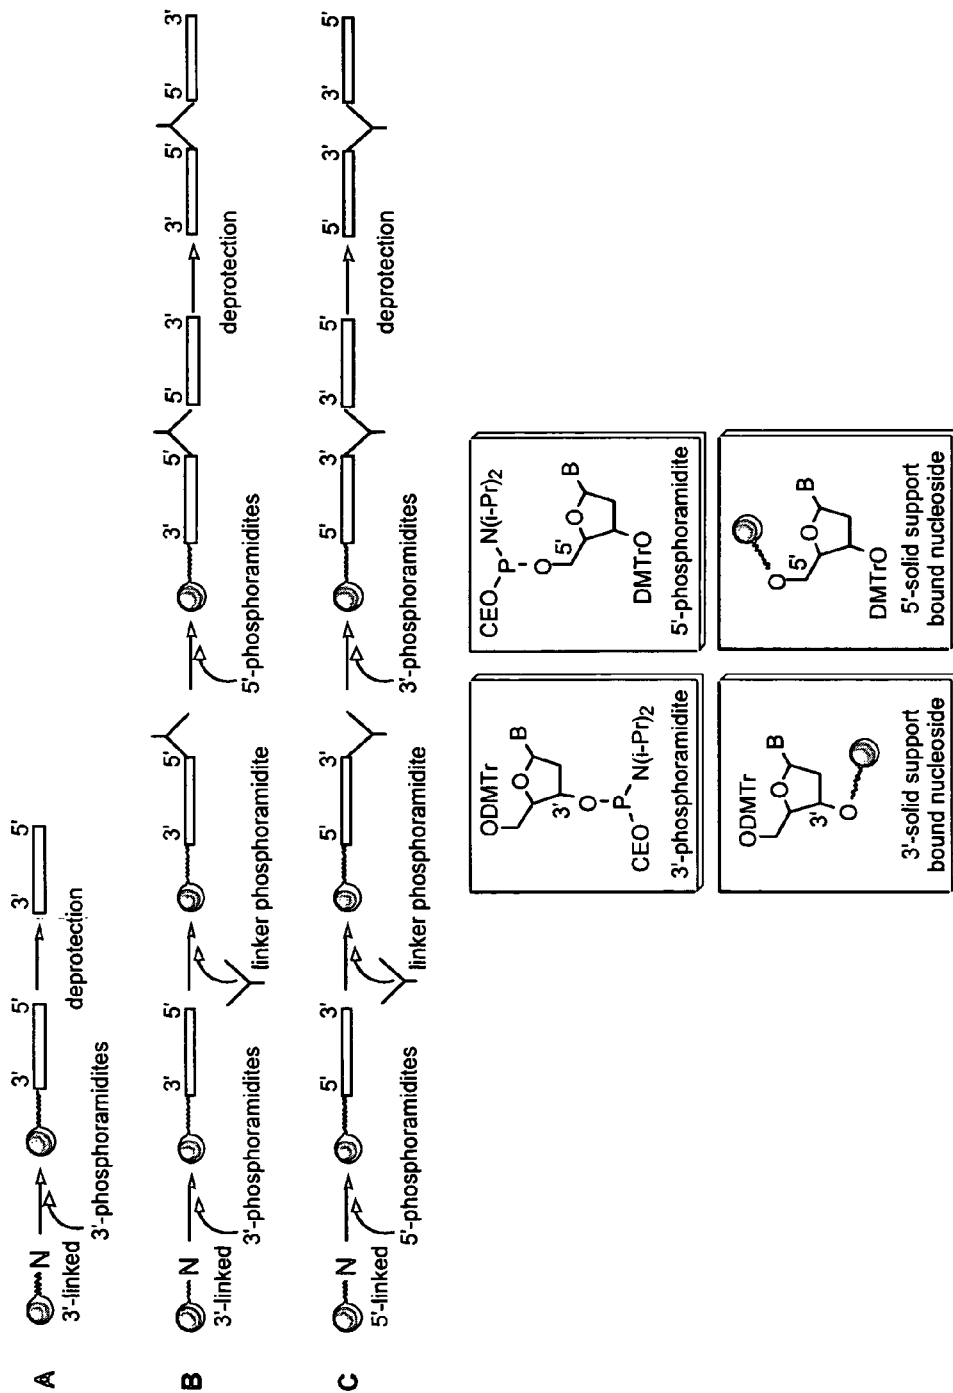 A
N
3'-linked
3'-phosphoramidites
3' 5'
deprotection
3' 5'
B
N
3'-linked
3'-phosphoramidites
3' 5'
linker phosphoramidite
3' 5'
5'-phosphoramidites
3' 5' 5' 3'
deprotection
3' 5' 5' 3'
C
N
5'-linked
5'-phosphoramidites
5' 3'
linker phosphoramidite
5' 3'
3'-phosphoramidites
5' 3' 3' 5'
deprotection
5' 3' 3' 5'
ODMTr
O
B
3'
O
CEO P N(i-Pr)2
3'-phosphoramidite
CEO P N(i-Pr)2
O
5'
O
B
DMTrO
5'-phosphoramidite
ODMTr
O
B
3'
O
3'-solid support
bound nucleoside
O
5'
O
B
DMTrO
5'-solid support
bound nucleoside